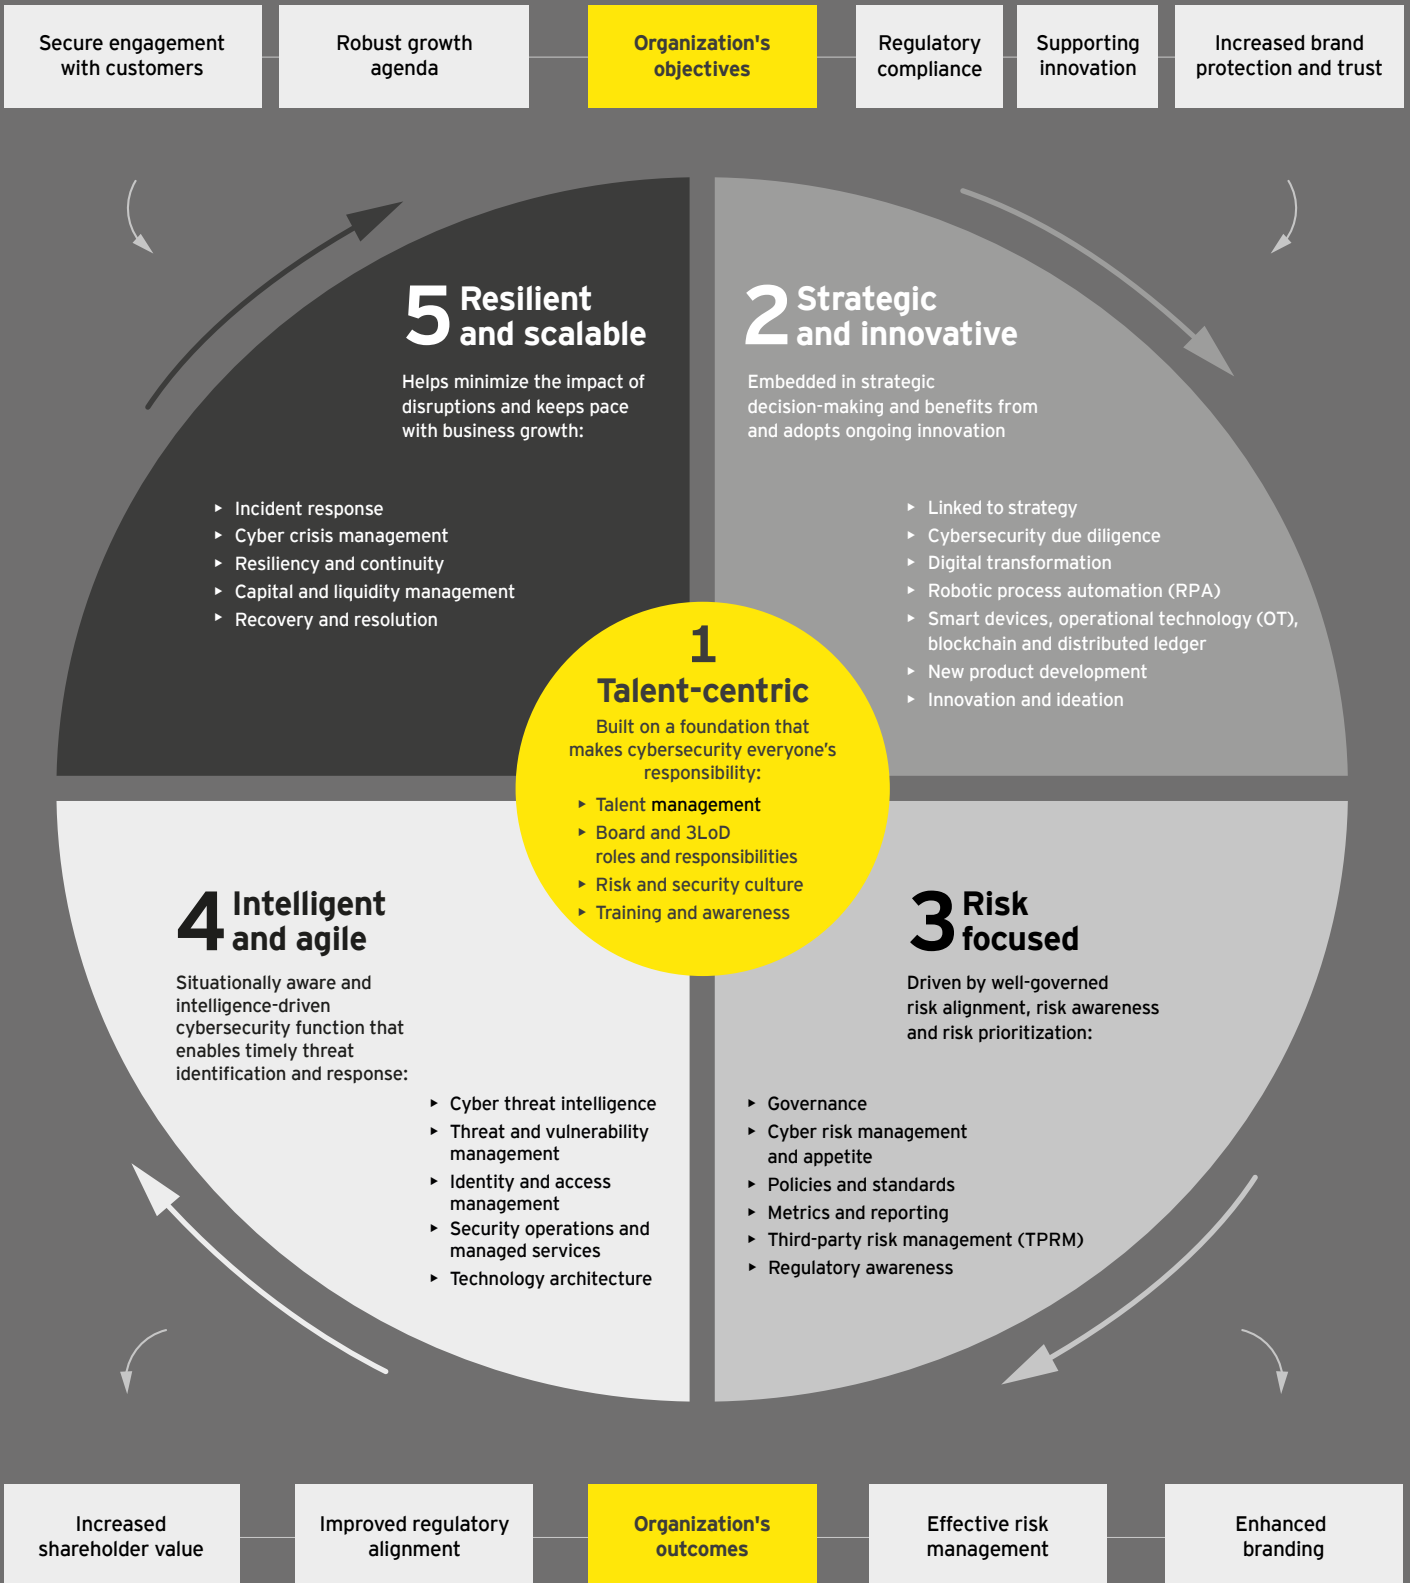 Secure engagement
with customers
Robust growth
agenda
Organization's
objectives
Regulatory
compliance
Supporting
innovation
Increased brand
protection and trust
5 Resilient
and scalable
Helps minimize the impact of
disruptions and keeps pace
with business growth:
▸ Incident response
▸ Cyber crisis management
▸ Resiliency and continuity
▸ Capital and liquidity management
▸ Recovery and resolution
2 Strategic
and innovative
Embedded in strategic
decision-making and benefits from
and adopts ongoing innovation
▸ Linked to strategy
▸ Cybersecurity due diligence
▸ Digital transformation
▸ Robotic process automation (RPA)
▸ Smart devices, operational technology (OT),
blockchain and distributed ledger
▸ New product development
▸ Innovation and ideation
1
Talent-centric
Built on a foundation that
makes cybersecurity everyone’s
responsibility:
▸ Talent management
▸ Board and 3LoD
roles and responsibilities
▸ Risk and security culture
▸ Training and awareness
4 Intelligent
and agile
Situationally aware and
intelligence-driven
cybersecurity function that
enables timely threat
identification and response:
▸ Cyber threat intelligence
▸ Threat and vulnerability
management
▸ Identity and access
management
▸ Security operations and
managed services
▸ Technology architecture
3 Risk
focused
Driven by well-governed
risk alignment, risk awareness
and risk prioritization:
▸ Governance
▸ Cyber risk management
and appetite
▸ Policies and standards
▸ Metrics and reporting
▸ Third-party risk management (TPRM)
▸ Regulatory awareness
Increased
shareholder value
Improved regulatory
alignment
Organization's
outcomes
Effective risk
management
Enhanced
branding